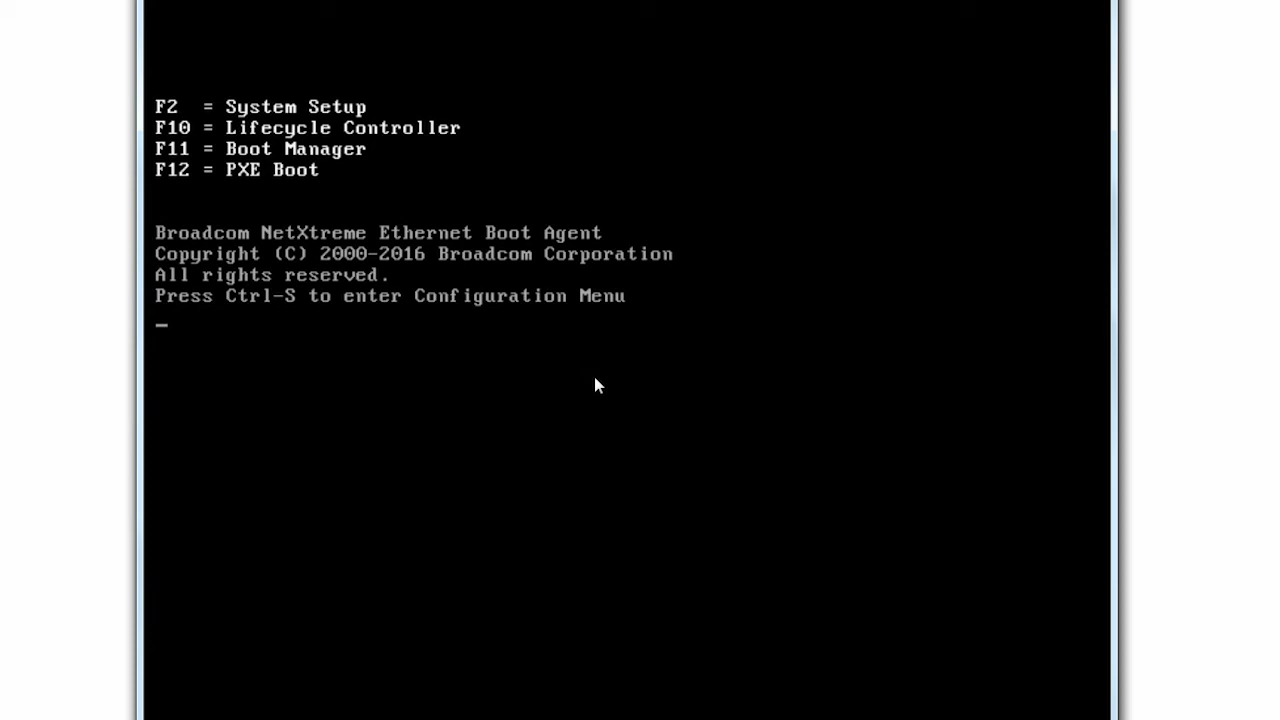 F2  = System Setup
F10 = Lifecycle Controller
F11 = Boot Manager
F12 = PXE Boot
Broadcom NetXtreme Ethernet Boot Agent
Copyright (C) 2000-2016 Broadcom Corporation
All rights reserved.
Press Ctrl-S to enter Configuration Menu